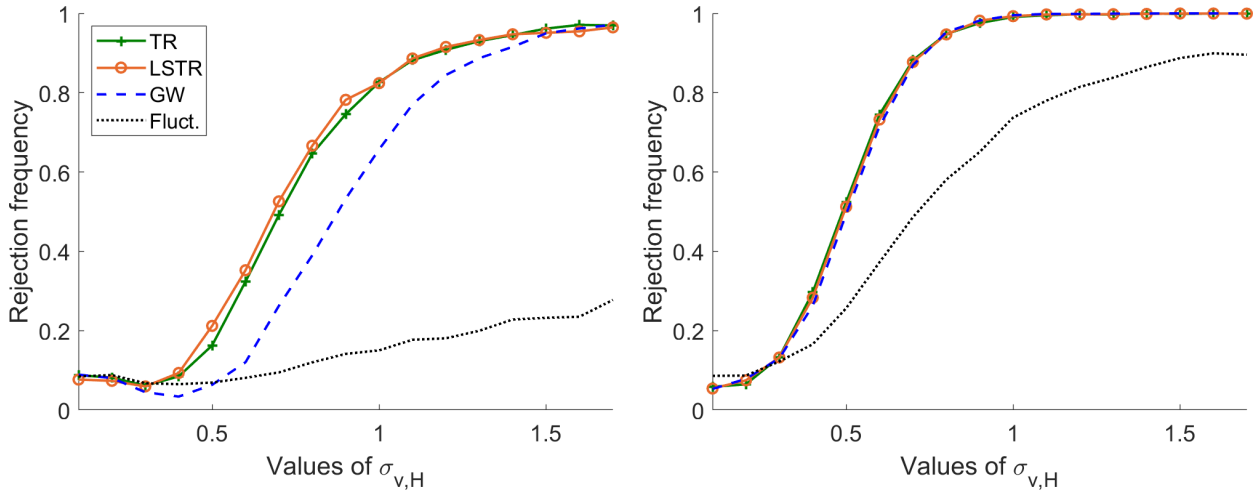 Rejection frequency
1
0.8
0.6
0.4
0.2
0
TR
LSTR
GW
Fluct.
0.5 1 1.5
Values of σv,H
Rejection frequency
1
0.8
0.6
0.4
0.2
0
0.5 1 1.5
Values of σv,H